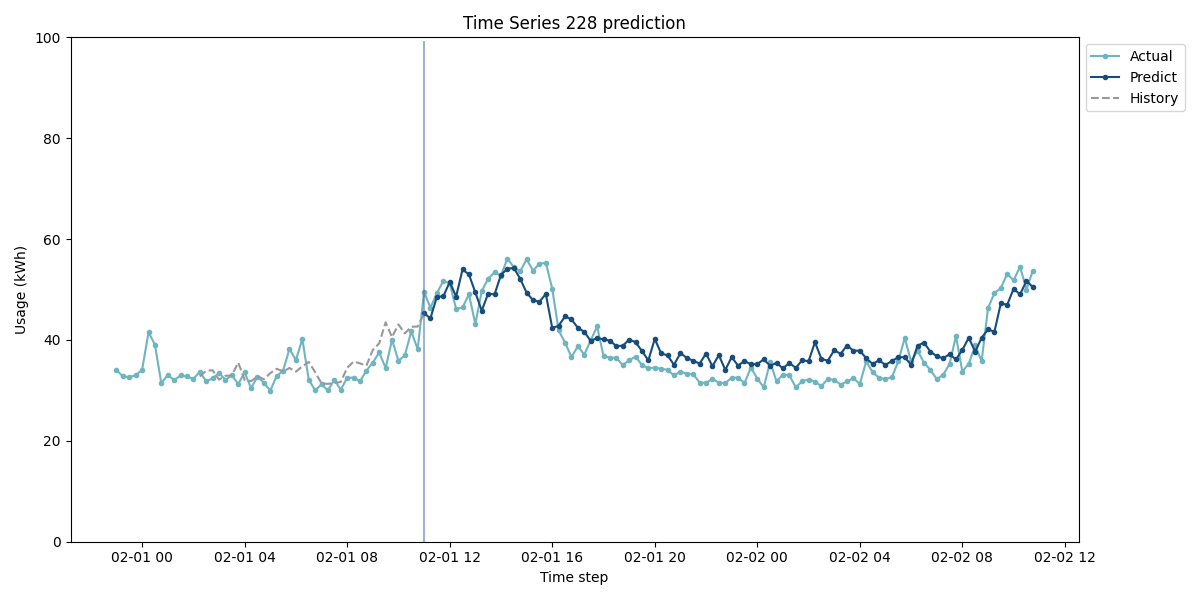 Time Series 228 prediction
100
80
60
40
20
0
Usage (kWh)
02-01 00 02-01 04 02-01 08 02-01 12 02-01 16 02-01 20 02-02 00 02-02 04 02-02 08 02-02 12
Time step
Actual
Predict
History